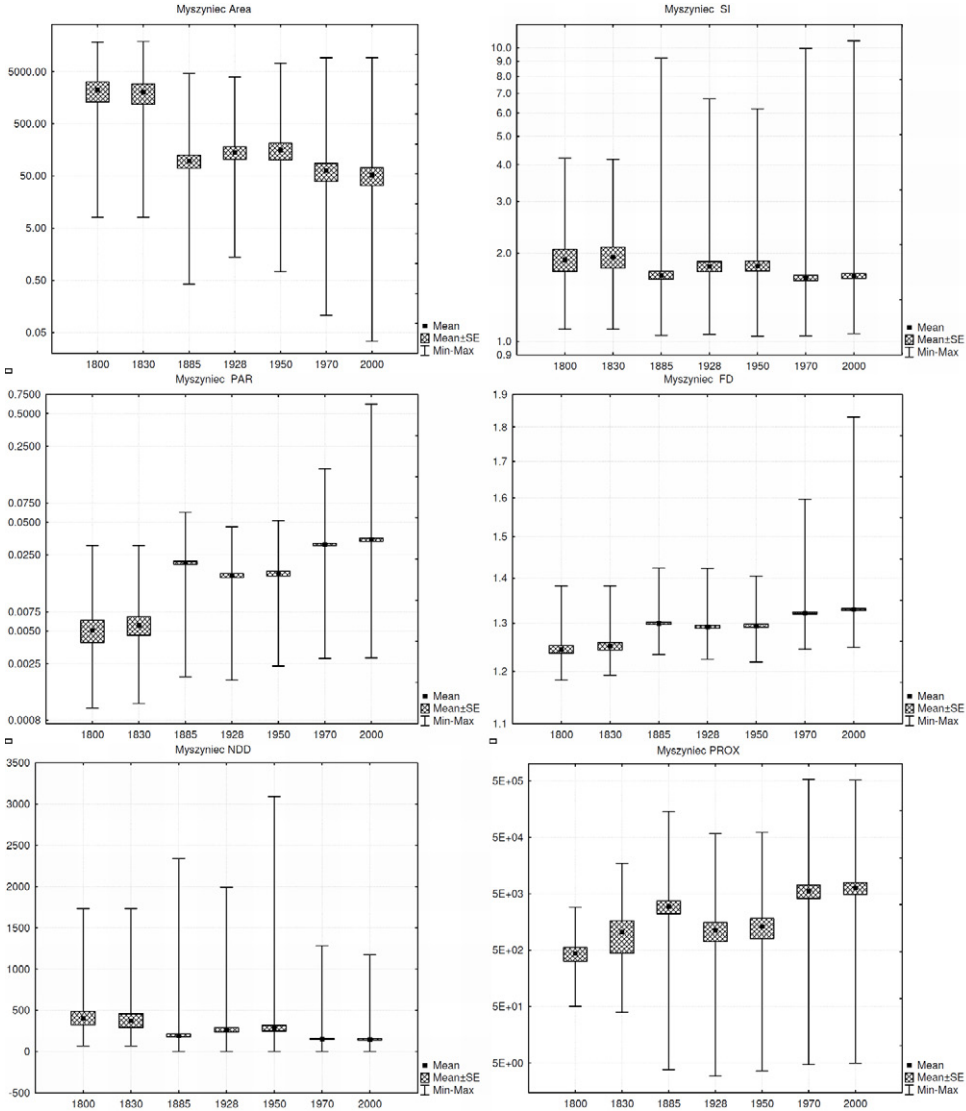 Myszyniec Area
5000.00
500.00
50.00
5.00
0.50
0.05
1800 1830 1885 1928 1950 1970 2000
Mean
Mean±SE
Min-Max
Myszyniec SI
10.0
9.0
8.0
7.0
6.0
5.0
4.0
3.0
2.0
1.0
0.9
1800 1830 1885 1928 1950 1970 2000
Mean
Mean±SE
Min-Max
Myszyniec PAR
0.7500
0.5000
0.2500
0.0750
0.0500
0.0250
0.0075
0.0050
0.0025
0.0008
1800 1830 1885 1928 1950 1970 2000
Mean
Mean±SE
Min-Max
Myszyniec FD
1.9
1.8
1.7
1.6
1.5
1.4
1.3
1.2
1.1
1800 1830 1885 1928 1950 1970 2000
Mean
Mean±SE
Min-Max
Myszyniec NDD
3500
3000
2500
2000
1500
1000
500
0
-500
1800 1830 1885 1928 1950 1970 2000
Mean
Mean±SE
Min-Max
Myszyniec PROX
5E+05
5E+04
5E+03
5E+02
5E+01
5E+00
1800 1830 1885 1928 1950 1970 2000
Mean
Mean±SE
Min-Max